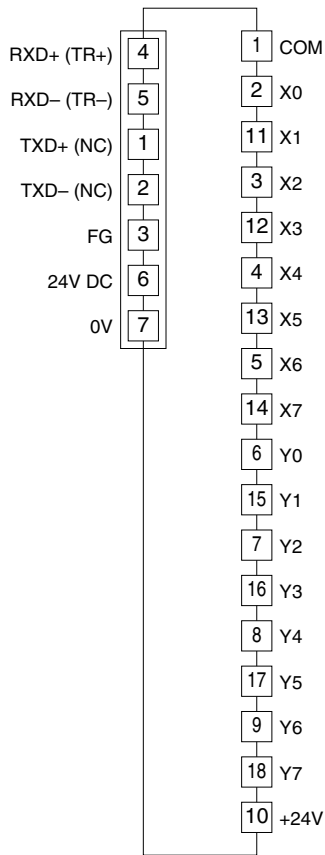 RXD+ (TR+) 4
RXD– (TR–) 5
TXD+ (NC) 1
TXD– (NC) 2
FG 3
24V DC 6
0V 7
1 COM
2 X0
11 X1
3 X2
12 X3
4 X4
13 X5
5 X6
14 X7
6 Y0
15 Y1
7 Y2
16 Y3
8 Y4
17 Y5
9 Y6
18 Y7
10 +24V